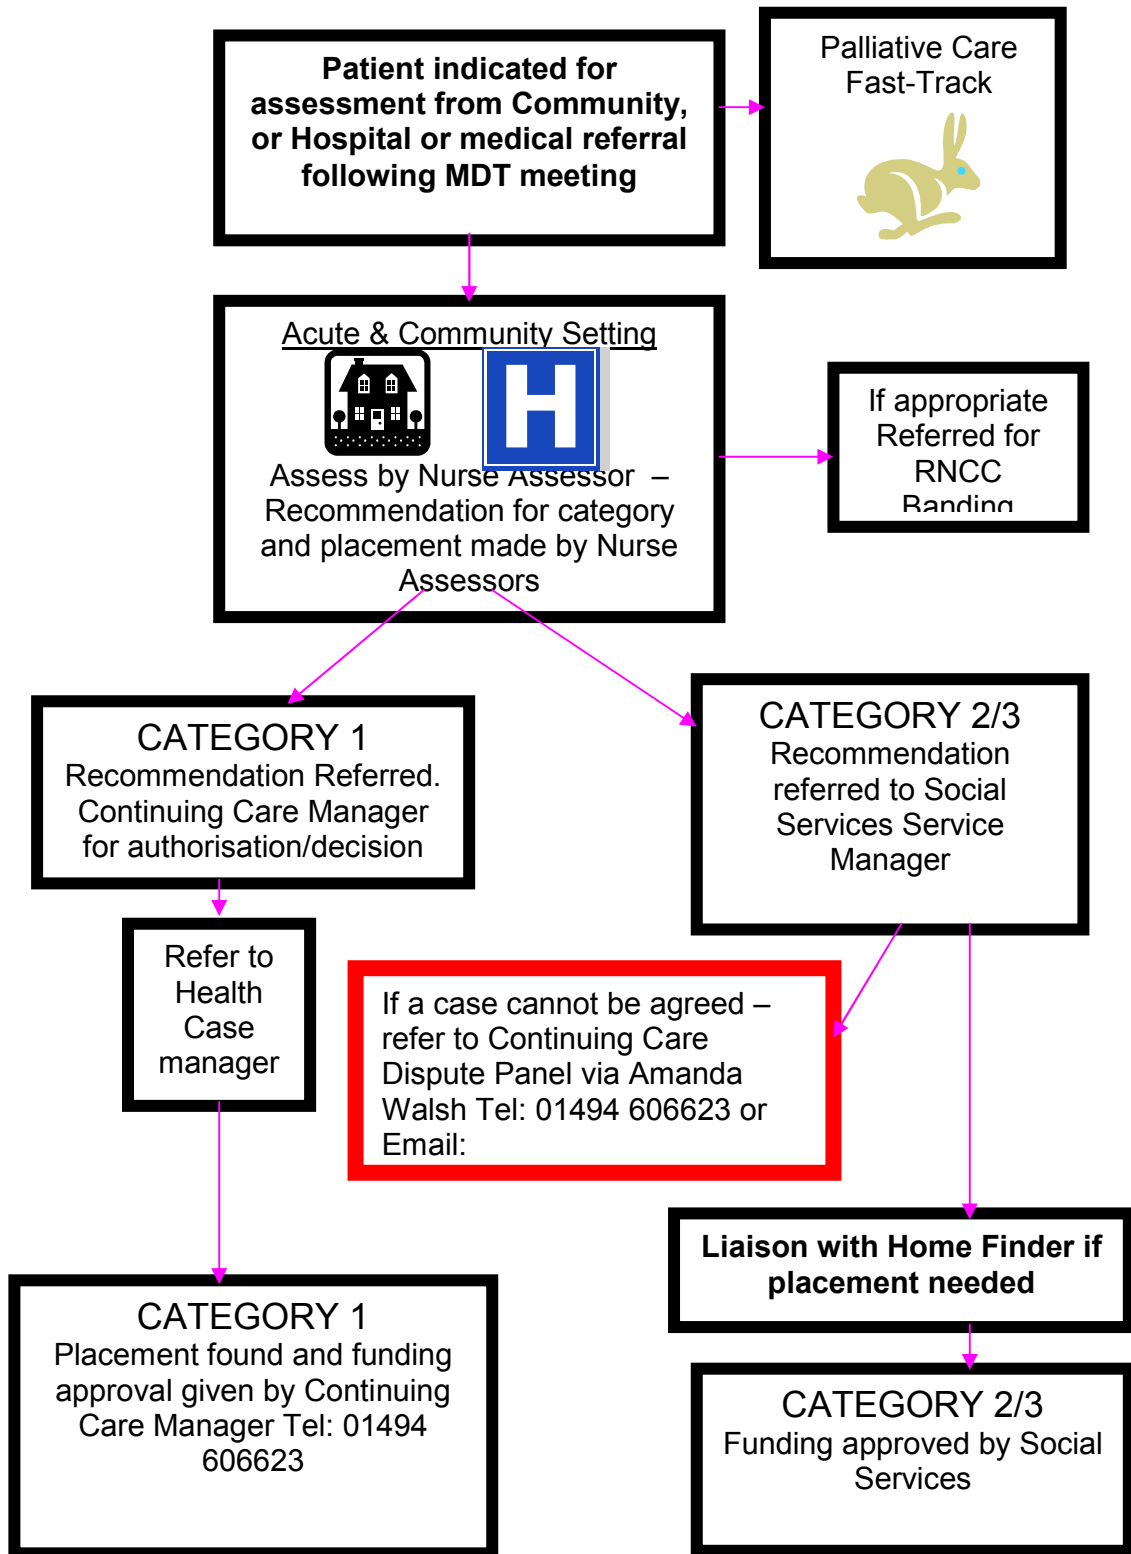 Patient indicated for
assessment from Community,
or Hospital or medical referral
following MDT meeting
Palliative Care
Fast-Track
Acute & Community Setting
H
Assess by Nurse Assessor –
Recommendation for category
and placement made by Nurse
Assessors
If appropriate
Referred for
RNCC
Banding
CATEGORY 1
Recommendation Referred.
Continuing Care Manager
for authorisation/decision
CATEGORY 2/3
Recommendation
referred to Social
Services Service
Manager
Refer to
Health
Case
manager
If a case cannot be agreed –
refer to Continuing Care
Dispute Panel via Amanda
Walsh Tel: 01494 606623 or
Email:
Liaison with Home Finder if
placement needed
CATEGORY 1
Placement found and funding
approval given by Continuing
Care Manager Tel: 01494
606623
CATEGORY 2/3
Funding approved by Social
Services